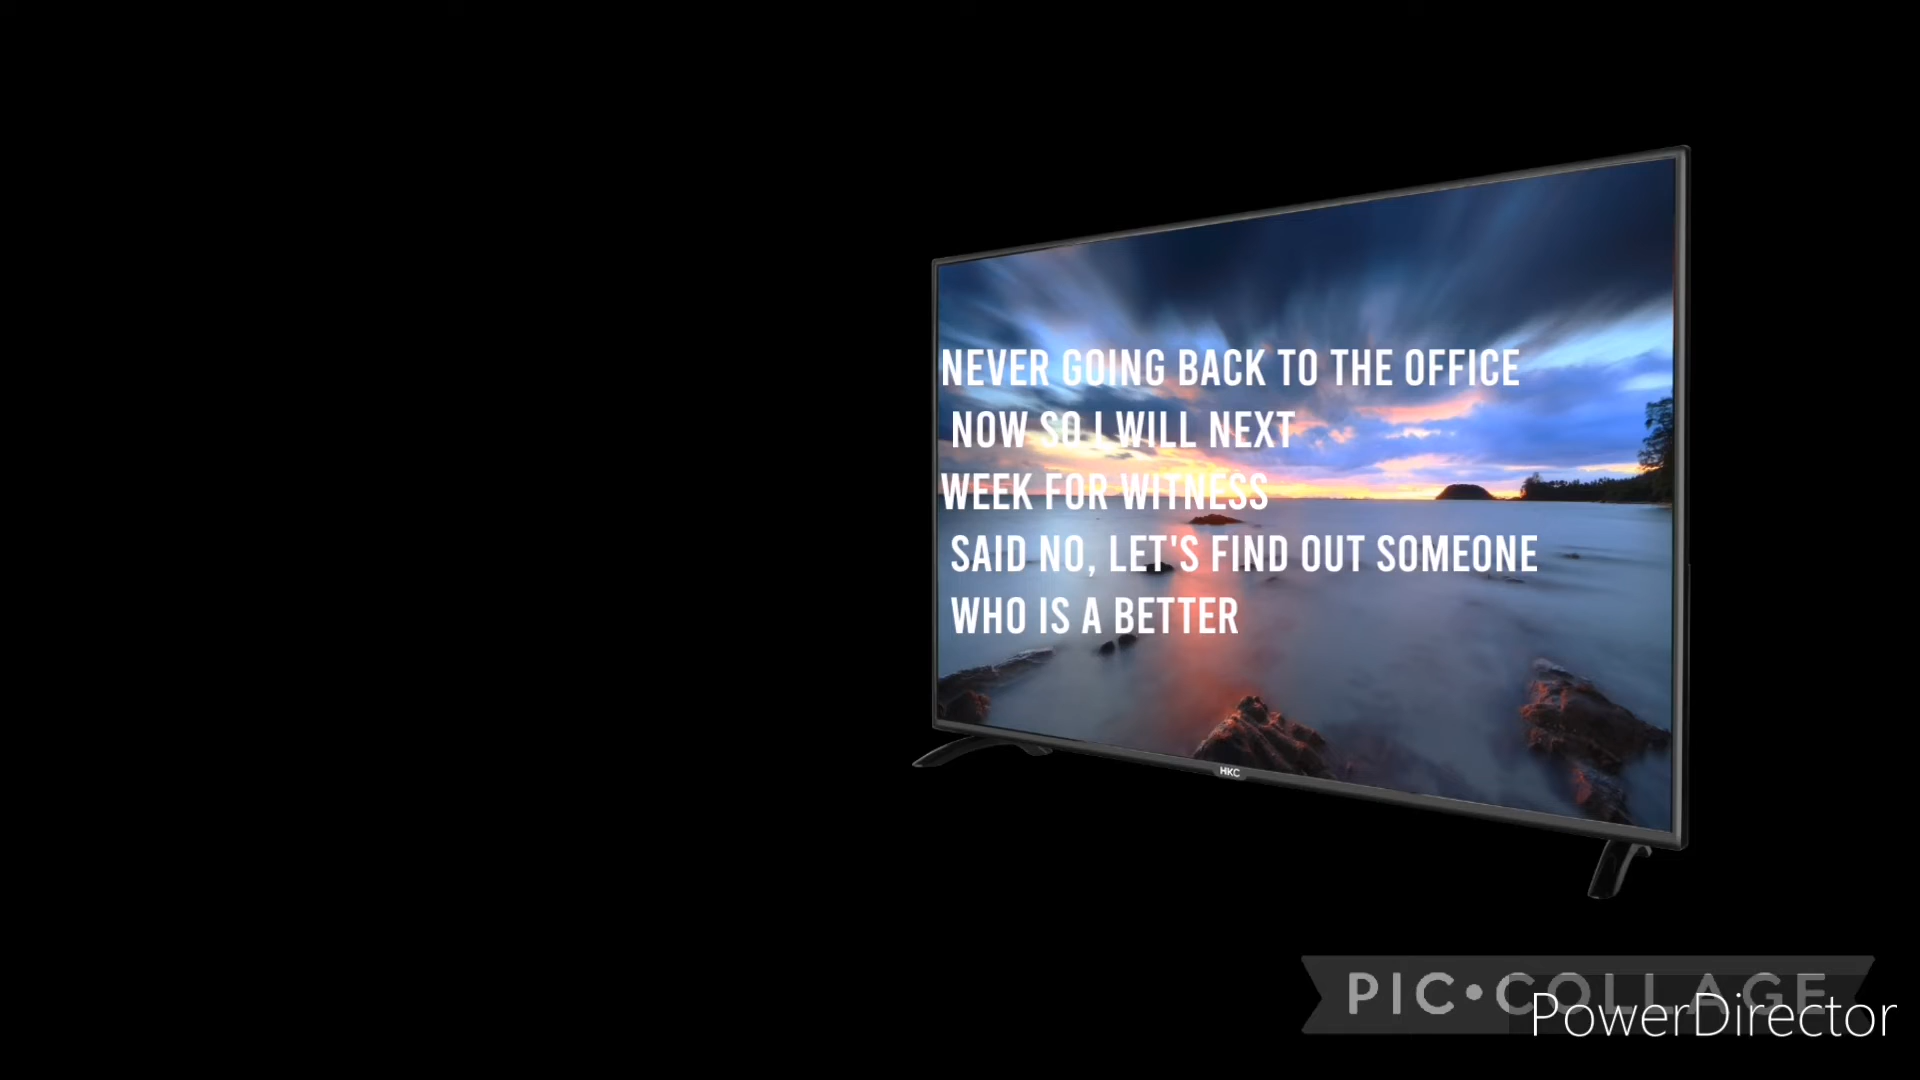 NEVER GOING BACK TO THE OFFICE
NOW SO I WILL NEXT
WEEK FOR WITNESS
SAID NO, LET'S FIND OUT SOMEONE
WHO IS A BETTER
HKC
PIC•COLLAGE
PowerDirector